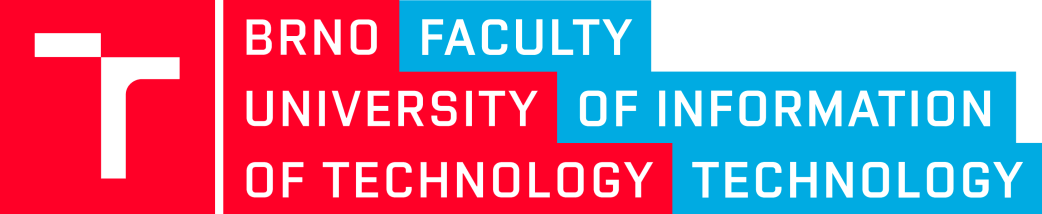 BRNO FACULTY
UNIVERSITY OF INFORMATION
OF TECHNOLOGY TECHNOLOGY